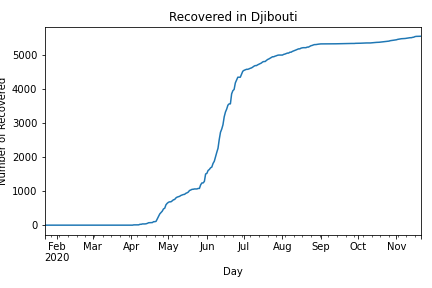 Recovered in Djibouti
Number of Recovered
5000
4000
3000
2000
1000
0
Feb Mar Apr May Jun Jul Aug Sep Oct Nov
2020
Day